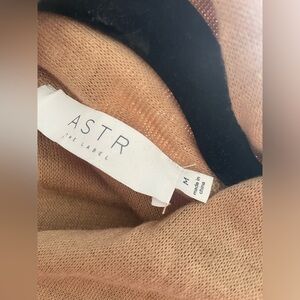 ASTR
THE LABEL
M
made in
china